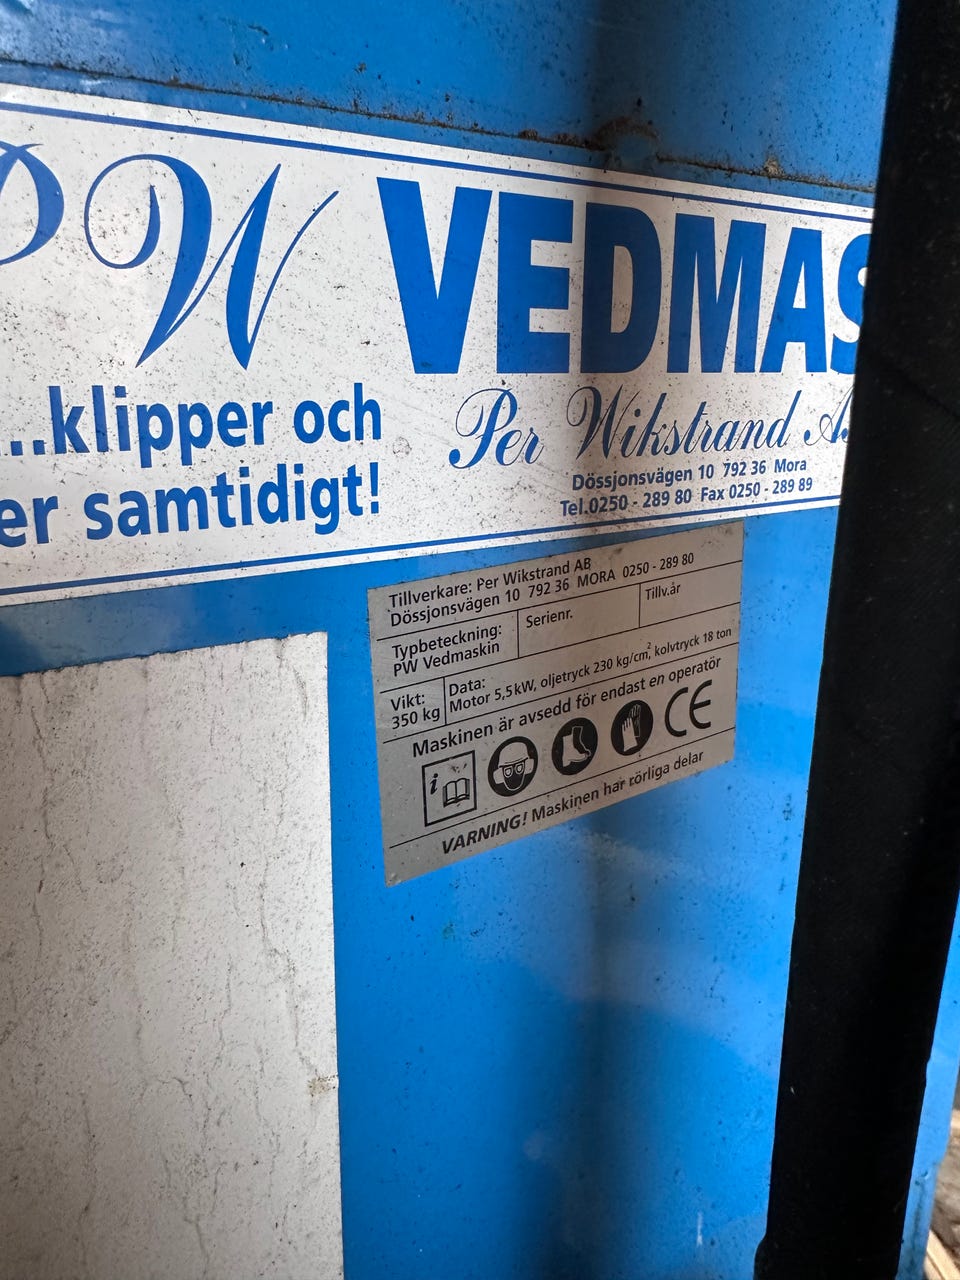 PW VEDMAS
...klipper och
er samtidigt!
Per Wikstrand A
Dössjonsvägen 10 792 36 Mora
Tel.0250 - 289 80 Fax 0250 - 289 89
Tillverkare: Per Wikstrand AB
Dössjonsvägen 10 792 36 MORA 0250 - 289 80
Typbeteckning:
PW Vedmaskin
Serienr.
Tillv.år
Vikt:
350 kg
Data:
Motor 5,5kW, oljetryck 230 kg/cm², kolvtryck 18 ton
Maskinen är avsedd för endast en operatör
i
CE
VARNING! Maskinen har rörliga delar